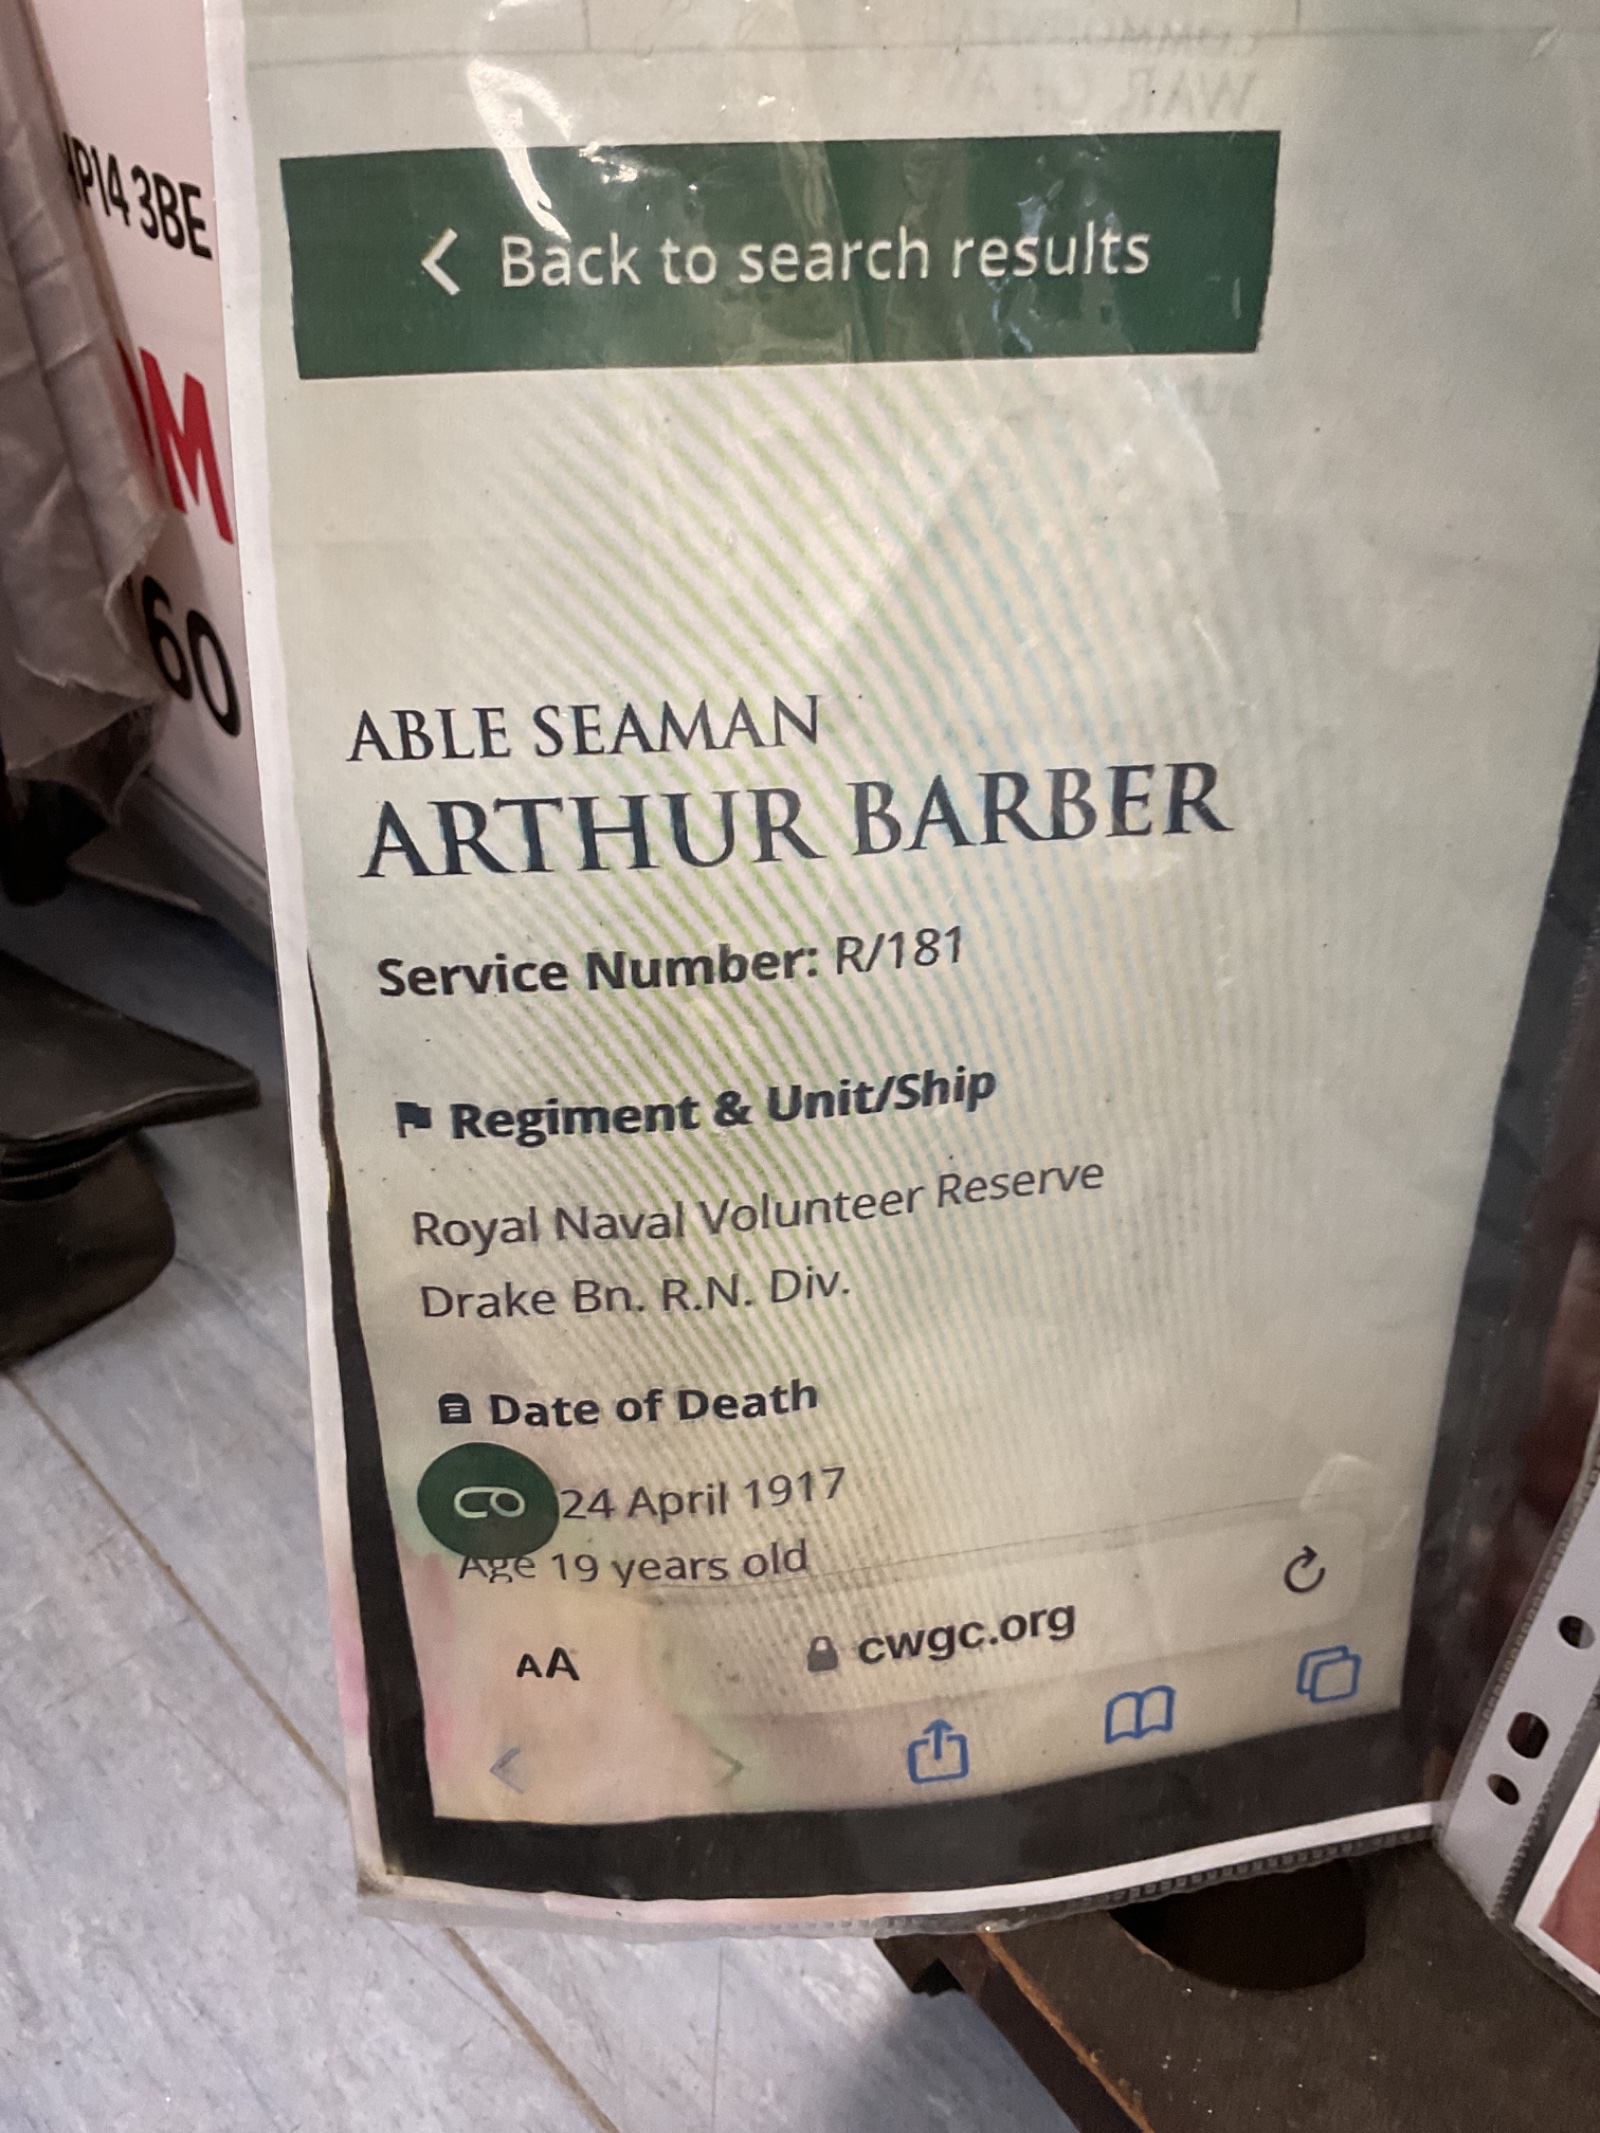 3BE
M
60
Back to search results
ABLE SEAMAN
ARTHUR BARBER
Service Number: R/181
Regiment & Unit/Ship
Royal Naval Volunteer Reserve
Drake Bn. R.N. Div.
Date of Death
24 April 1917
Age 19 years old
AA cwgc.org